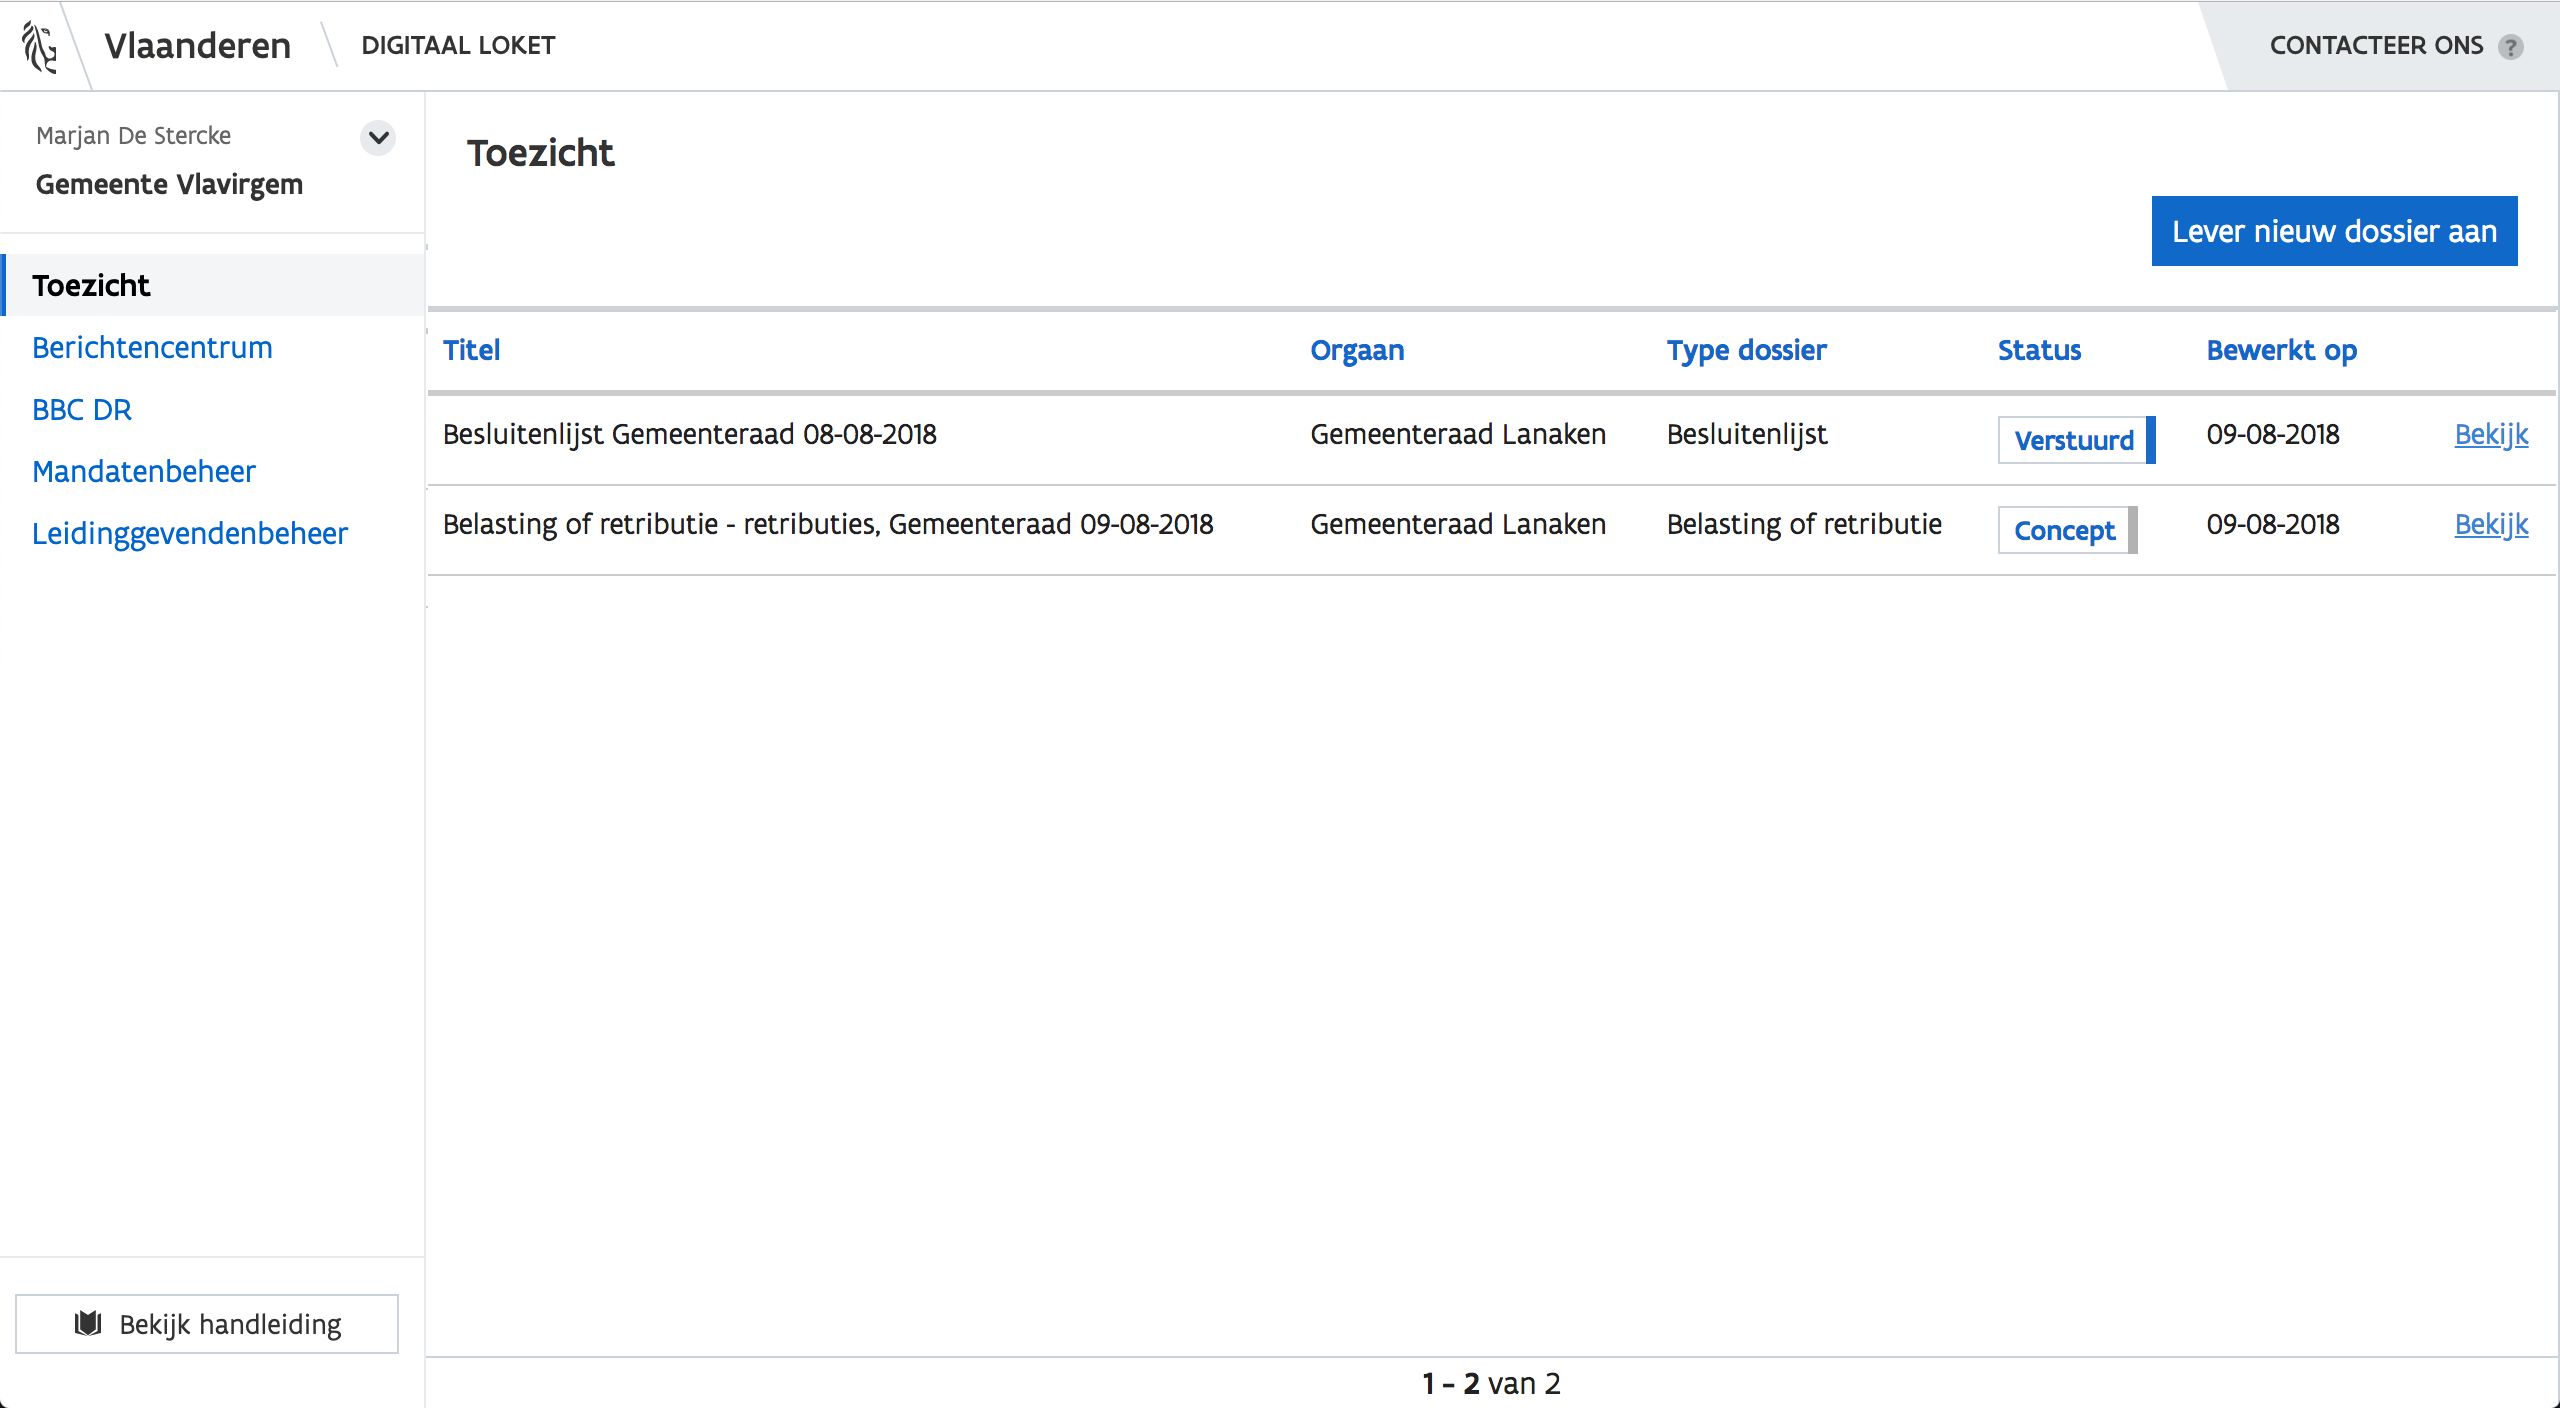 Vlaanderen DIGITAAL LOKET CONTACTEER ONS ?
Marjan De Stercke
Gemeente Vlavirgem
Toezicht
Berichtencentrum
BBC DR
Mandatenbeheer
Leidinggevendenbeheer
Bekijk handleiding
Toezicht
Lever nieuw dossier aan
Titel Orgaan Type dossier Status Bewerkt op
Besluitenlijst Gemeenteraad 08-08-2018 Gemeenteraad Lanaken Besluitenlijst Verstuurd 09-08-2018 Bekijk
Belasting of retributie - retributies, Gemeenteraad 09-08-2018 Gemeenteraad Lanaken Belasting of retributie Concept 09-08-2018 Bekijk
1 - 2 van 2